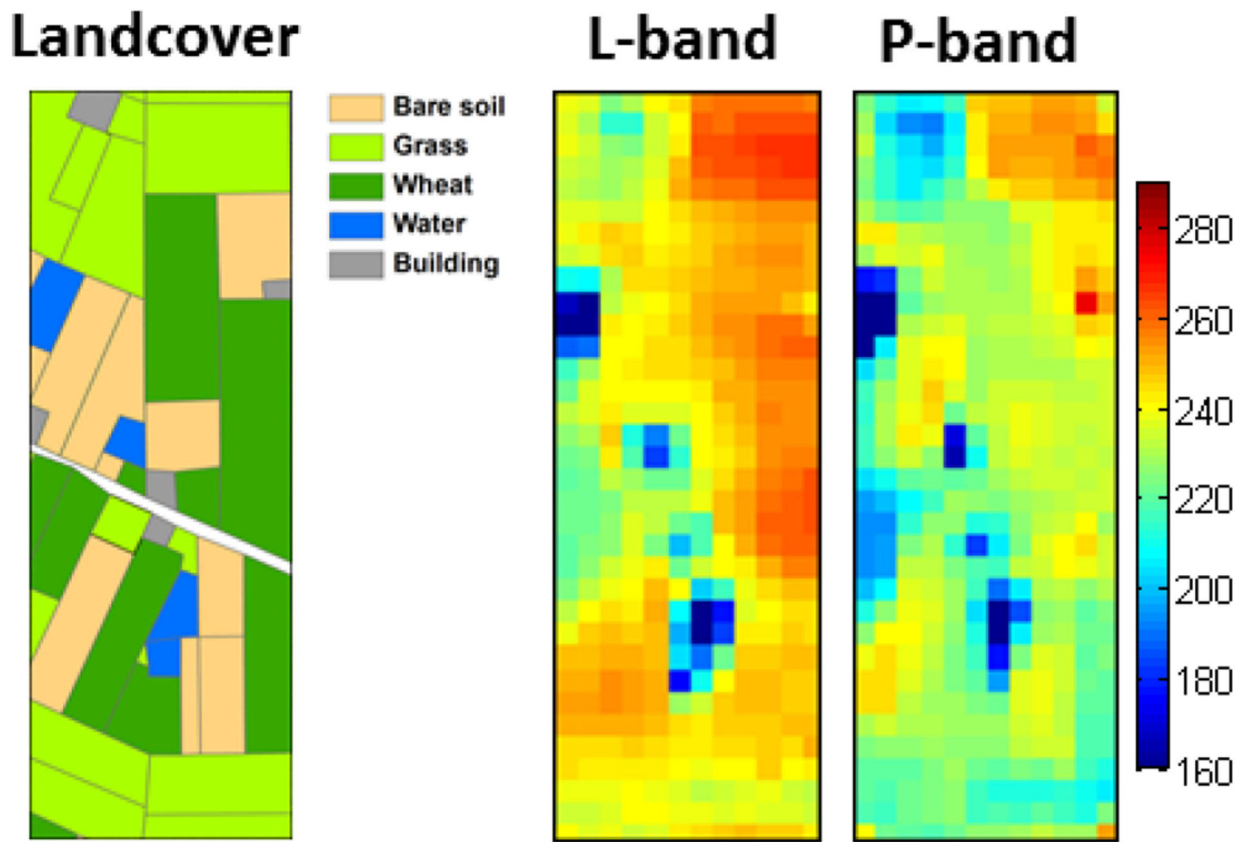 Landcover
L-band
P-band
Bare soil
Grass
Wheat
Water
Building
280
260
240
220
200
180
160